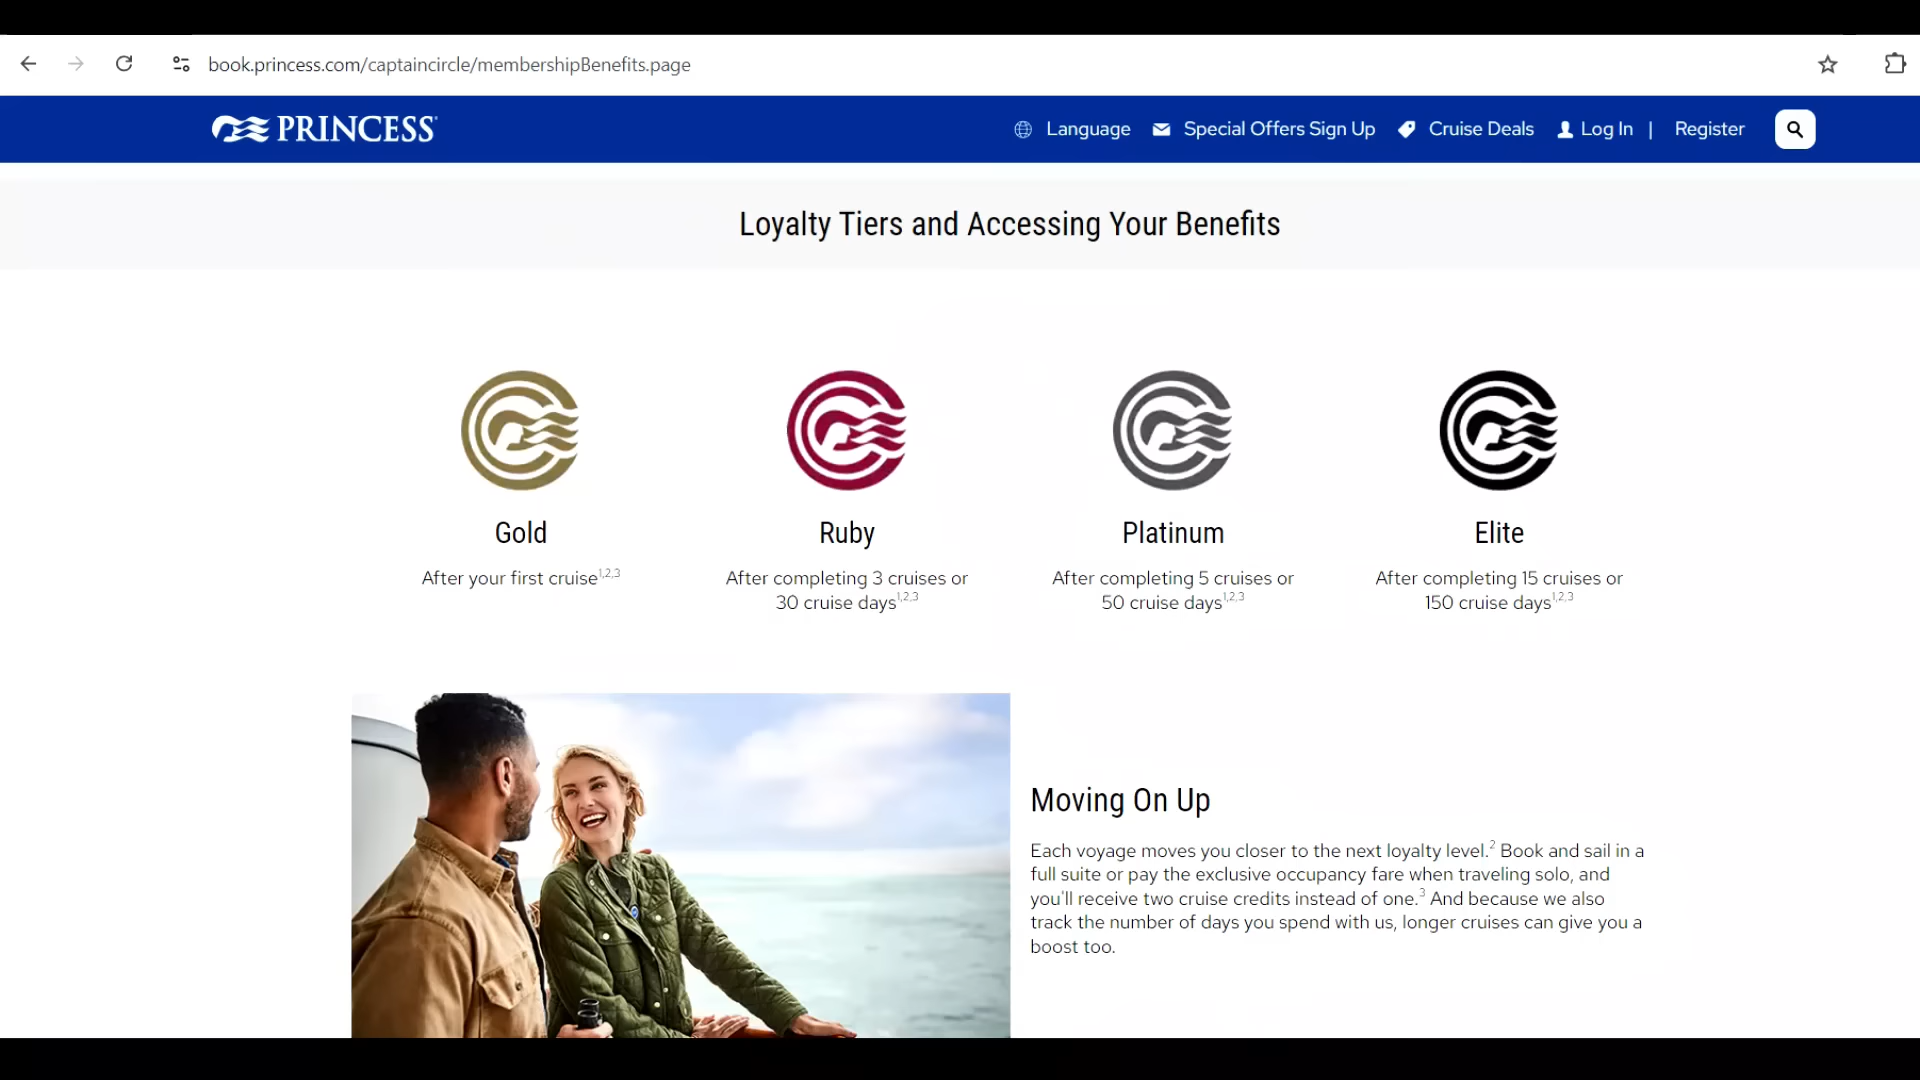 book.princess.com/captaincircle/membershipBenefits.page
PRINCESS
Language
Special Offers Sign Up
Cruise Deals
Log In | Register
Loyalty Tiers and Accessing Your Benefits
Gold
After your first cruise1,2,3
Ruby
After completing 3 cruises or
30 cruise days1,2,3
Platinum
After completing 5 cruises or
50 cruise days1,2,3
Elite
After completing 15 cruises or
150 cruise days1,2,3
Moving On Up
Each voyage moves you closer to the next loyalty level.2 Book and sail in a
full suite or pay the exclusive occupancy fare when traveling solo, and
you'll receive two cruise credits instead of one.3 And because we also
track the number of days you spend with us, longer cruises can give you a
boost too.